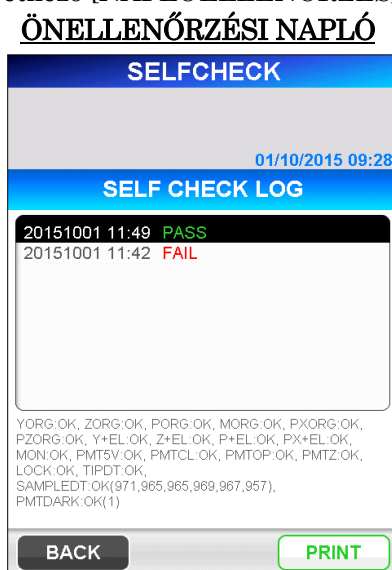 ÖNELLENŐRZÉSI NAPLÓ
SELFCHECK
01/10/2015 09:28
SELF CHECK LOG
20151001 11:49 PASS
20151001 11:42 FAIL
YORG:OK, ZORG:OK, PORG:OK, MORG:OK, PXORG:OK,
PZORG:OK, Y+EL:OK, Z+EL:OK, P+EL:OK, PX+EL:OK,
MON:OK, PMT5V:OK, PMTCL:OK, PMTOP:OK, PMTZ:OK,
LOCK:OK, TIPDT:OK,
SAMPLEDT:OK(971,965,965,969,967,957),
PMTDARK:OK(1)
BACK PRINT